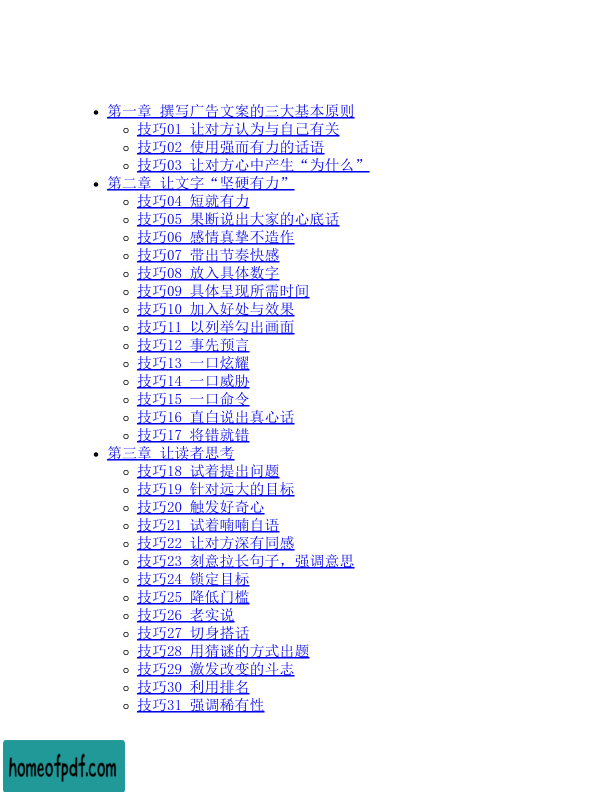 第一章 撰写广告文案的三大基本原则
技巧01 让对方认为与自己有关
技巧02 使用强而有力的话语
技巧03 让对方心中产生“为什么”
第二章 让文字“坚硬有力”
技巧04 短就有力
技巧05 果断说出大家的心底话
技巧06 感情真挚不造作
技巧07 带出节奏快感
技巧08 放入具体数字
技巧09 具体呈现所需时间
技巧10 加入好处与效果
技巧11 以列举勾出画面
技巧12 事先预言
技巧13 一口炫耀
技巧14 一口威胁
技巧15 一口命令
技巧16 直白说出真心话
技巧17 将错就错
第三章 让读者思考
技巧18 试着提出问题
技巧19 针对远大的目标
技巧20 触发好奇心
技巧21 试着喃喃自语
技巧22 让对方深有同感
技巧23 刻意拉长句子，强调意思
技巧24 锁定目标
技巧25 降低门槛
技巧26 老实说
技巧27 切身搭话
技巧28 用猜谜的方式出题
技巧29 激发改变的斗志
技巧30 利用排名
技巧31 强调稀有性
homeofpdf.com